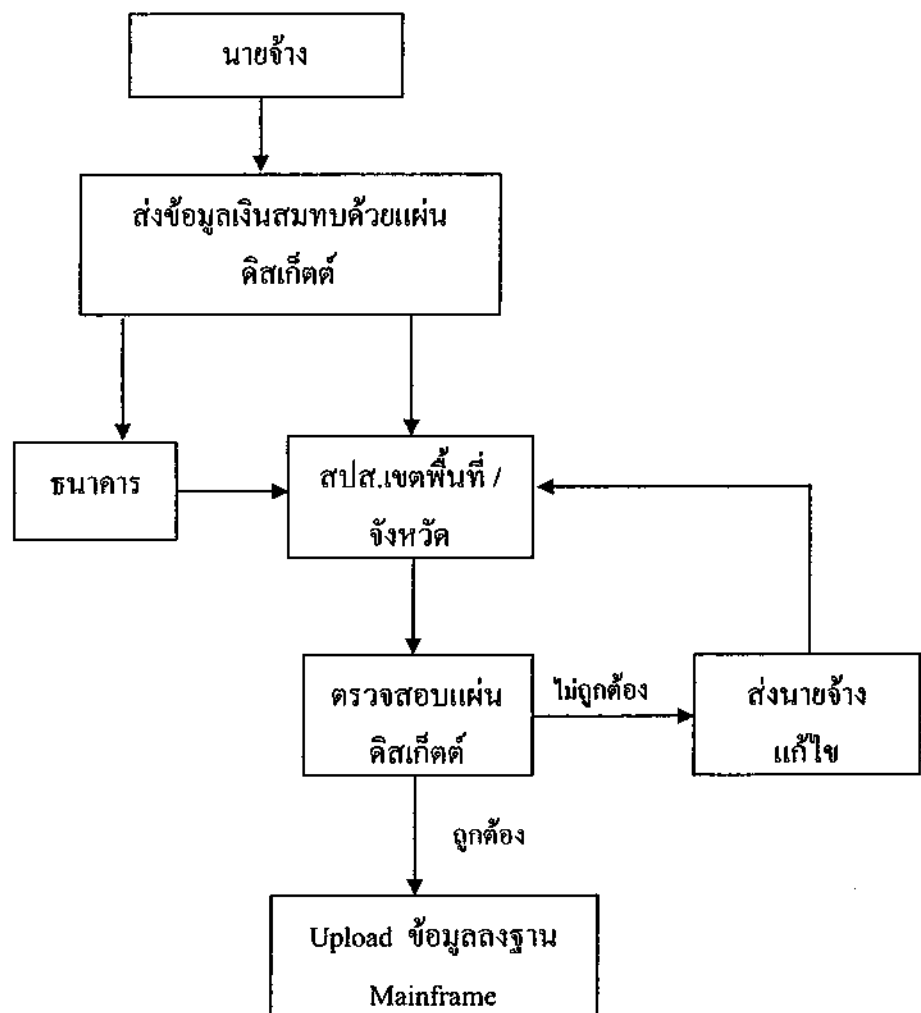 นายจ้าง
ส่งข้อมูลเงินสมทบด้วยแผ่น
ดิสเก็ตต์
ธนาคาร
สปส.เขตพื้นที่ /
จังหวัด
ตรวจสอบแผ่น
ดิสเก็ตต์
ไม่ถูกต้อง
ส่งนายจ้าง
แก้ไข
ถูกต้อง
Upload ข้อมูลลงฐาน
Mainframe